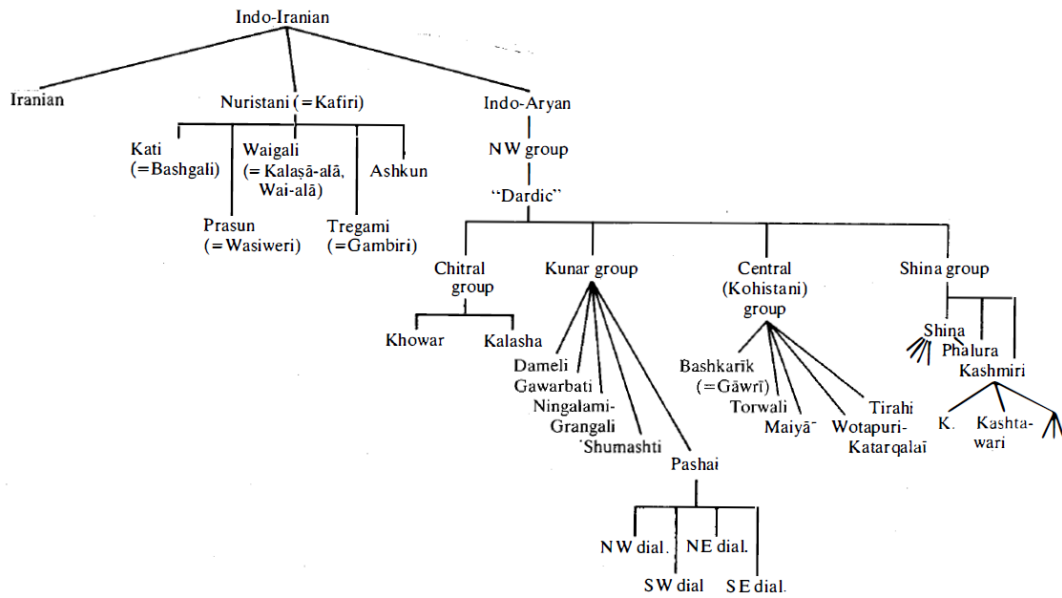 Indo-Iranian
Iranian
Nuristani (=Kafiri)
Indo-Aryan
Kati
(=Bashgali)
Waigali
(=Kalaṣā-alā,
Wai-alā)
Ashkun
NW group
Prasun
(=Wasiweri)
Tregami
(=Gambiri)
"Dardic"
Chitral
group
Kunar group
Central
(Kohistani)
group
Shina group
Khowar
Kalasha
Dameli
Gawarbati
Ningalami-
Grangali
Shumashti
Pashai
Bashkarīk
(=Gāwrī)
Torwali
Maiyā̃
Wotapuri-
Katarqalaī
Tirahi
Shina
Phalura
Kashmiri
K.
Kashta-
wari
NW dial.
NE dial.
SW dial
SE dial.